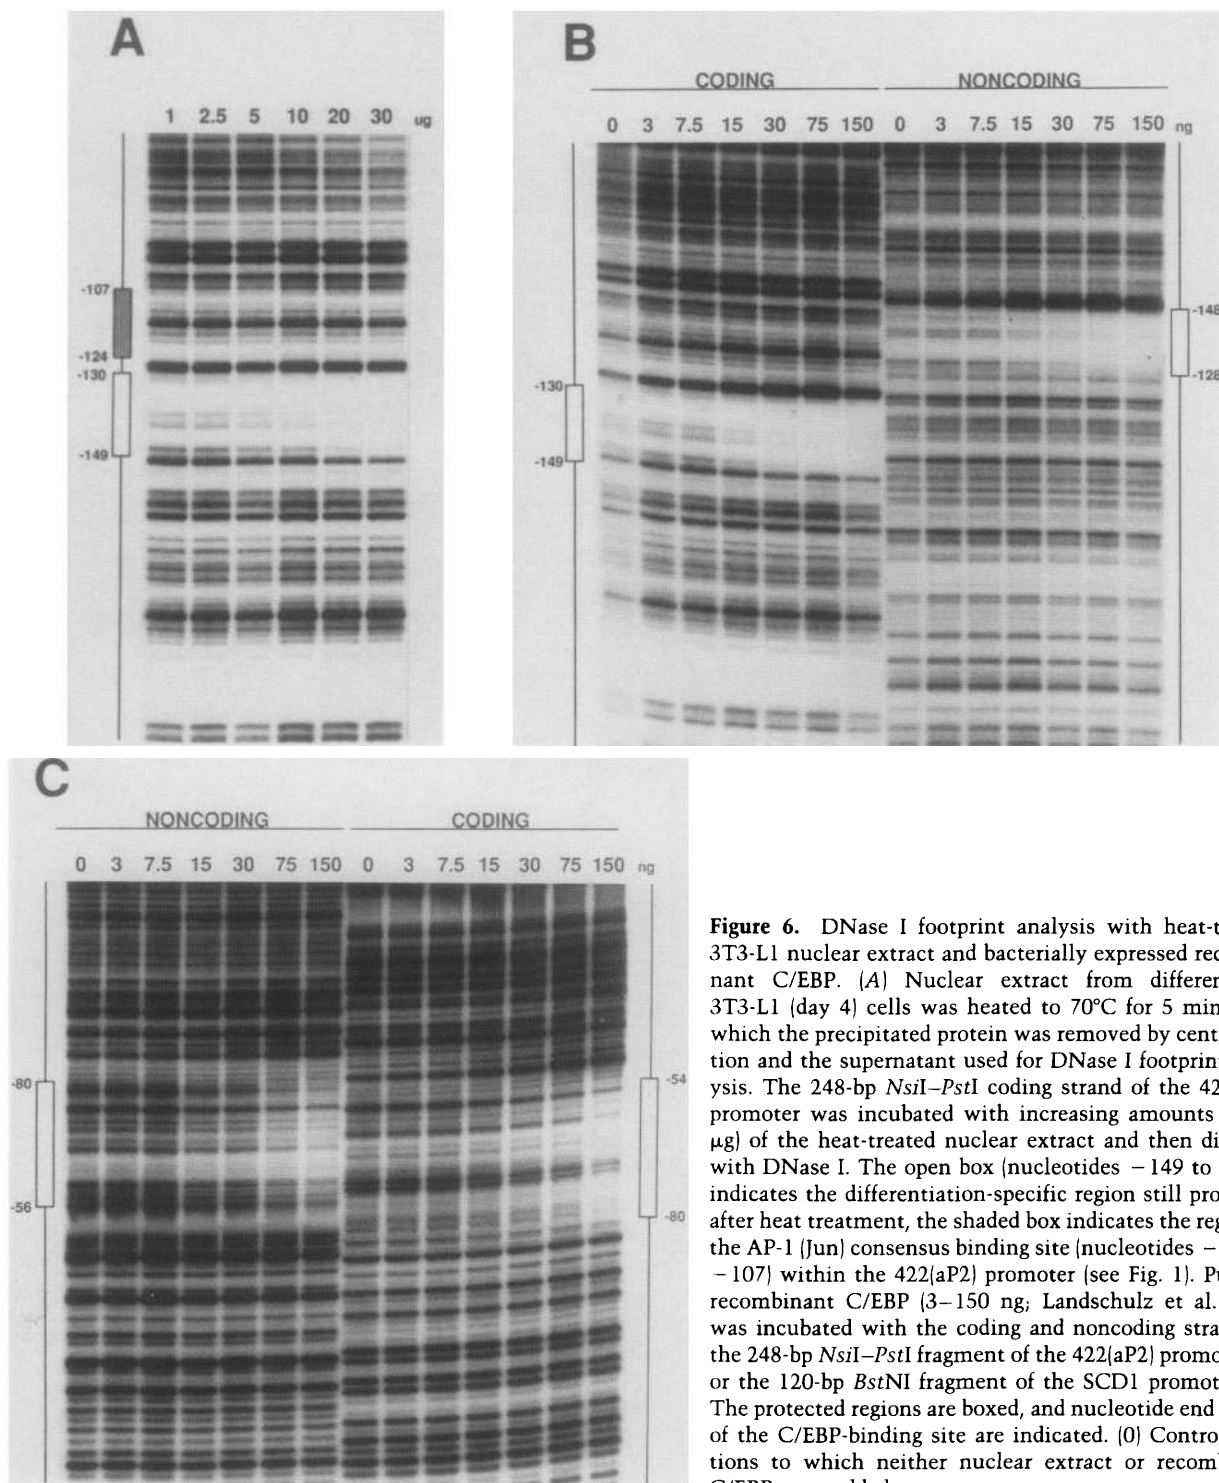 A
1 2.5 5 10 20 30 ug
-107
-124
-130
-149
B
CODING NONCODING
0 3 7.5 15 30 75 150 0 3 7.5 15 30 75 150 ng
-130
-149
-148
-128
C
NONCODING CODING
0 3 7.5 15 30 75 150 0 3 7.5 15 30 75 150 ng
-80
-56
-54
-80
Figure 6. DNase I footprint analysis with heat-t
3T3-L1 nuclear extract and bacterially expressed rec
nant C/EBP. (A) Nuclear extract from differen
3T3-L1 (day 4) cells was heated to 70°C for 5 min
which the precipitated protein was removed by cent
tion and the supernatant used for DNase I footprin
ysis. The 248-bp NsiI–PstI coding strand of the 42
promoter was incubated with increasing amounts
µg) of the heat-treated nuclear extract and then di
with DNase I. The open box (nucleotides −149 to
indicates the differentiation-specific region still pro
after heat treatment, the shaded box indicates the reg
the AP-1 (Jun) consensus binding site (nucleotides −
−107) within the 422(aP2) promoter (see Fig. 1). P
recombinant C/EBP (3–150 ng; Landschulz et al.
was incubated with the coding and noncoding stra
the 248-bp NsiI–PstI fragment of the 422(aP2) promo
or the 120-bp BstNI fragment of the SCD1 promot
The protected regions are boxed, and nucleotide end
of the C/EBP-binding site are indicated. (0) Contro
tions to which neither nuclear extract or recom